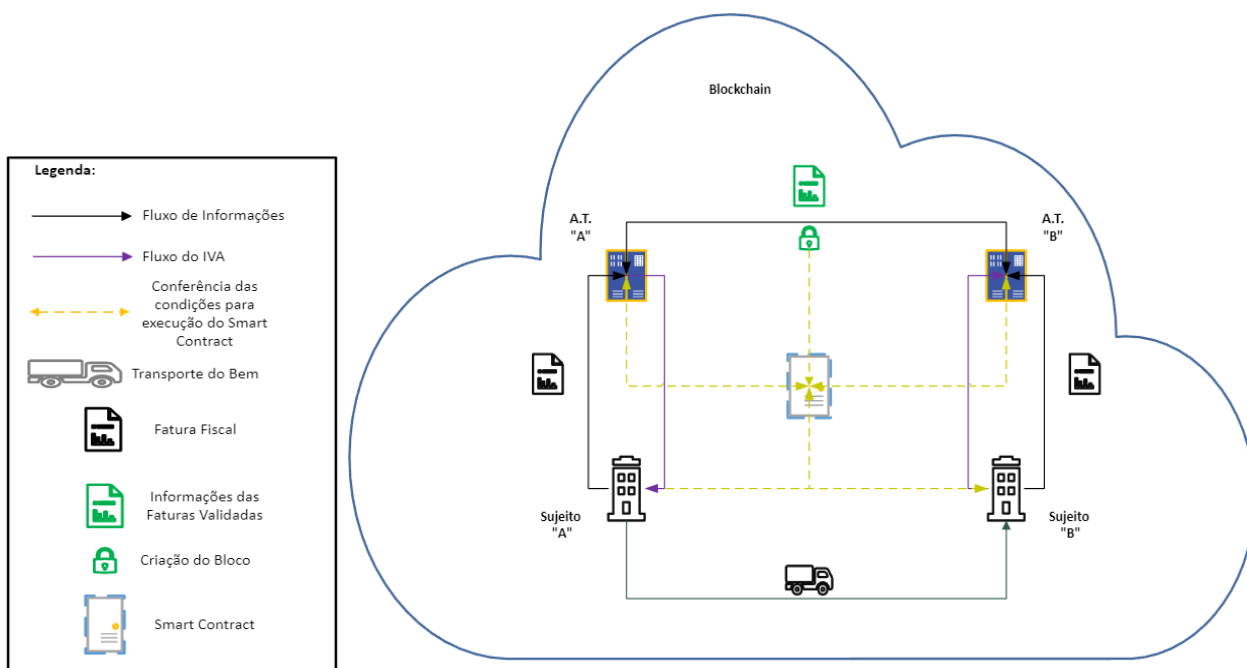 Legenda:
Fluxo de Informações
Fluxo do IVA
Conferência das
condições para
execução do Smart
Contract
Transporte do Bem
Fatura Fiscal
Informações das
Faturas Validadas
Criação do Bloco
Smart Contract
Blockchain
A.T.
"A"
A.T.
"B"
Sujeito
"A"
Sujeito
"B"